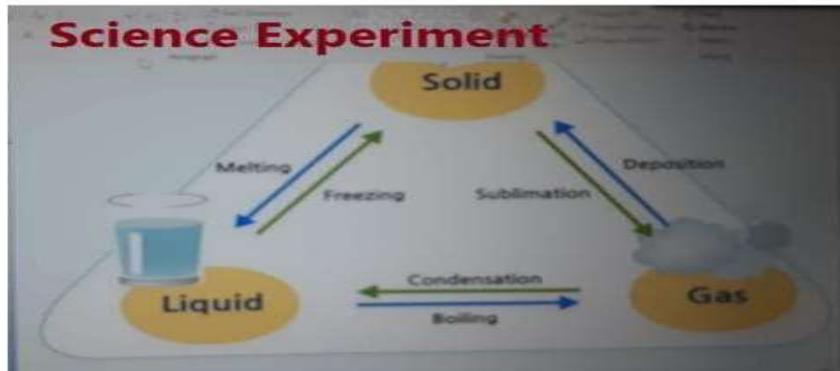 Science Experiment
Solid
Melting
Deposition
Freezing
Sublimation
Condensation
Liquid
Gas
Boiling